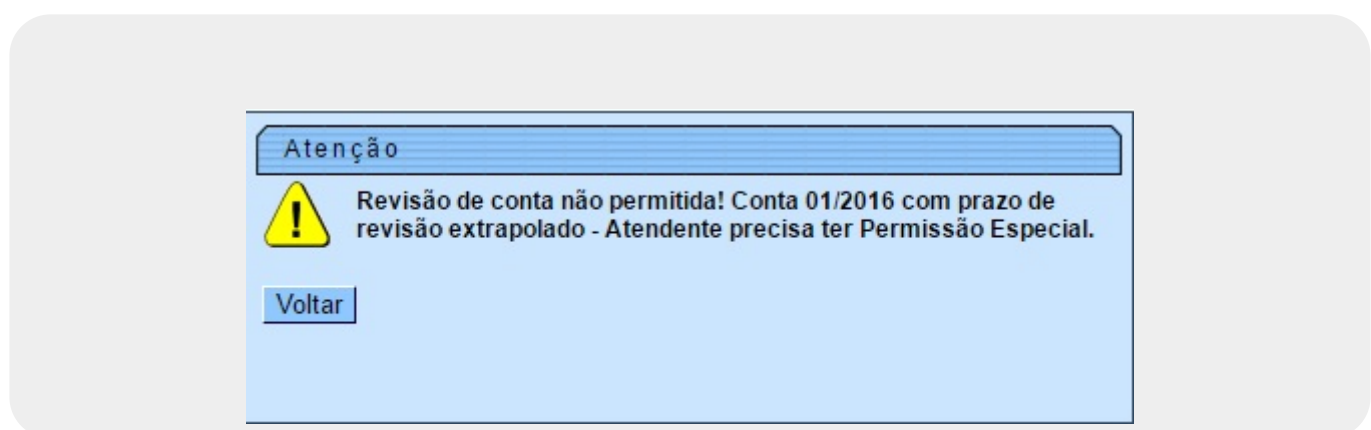 Atenção
Revisão de conta não permitida! Conta 01/2016 com prazo de
revisão extrapolado - Atendente precisa ter Permissão Especial.
Voltar